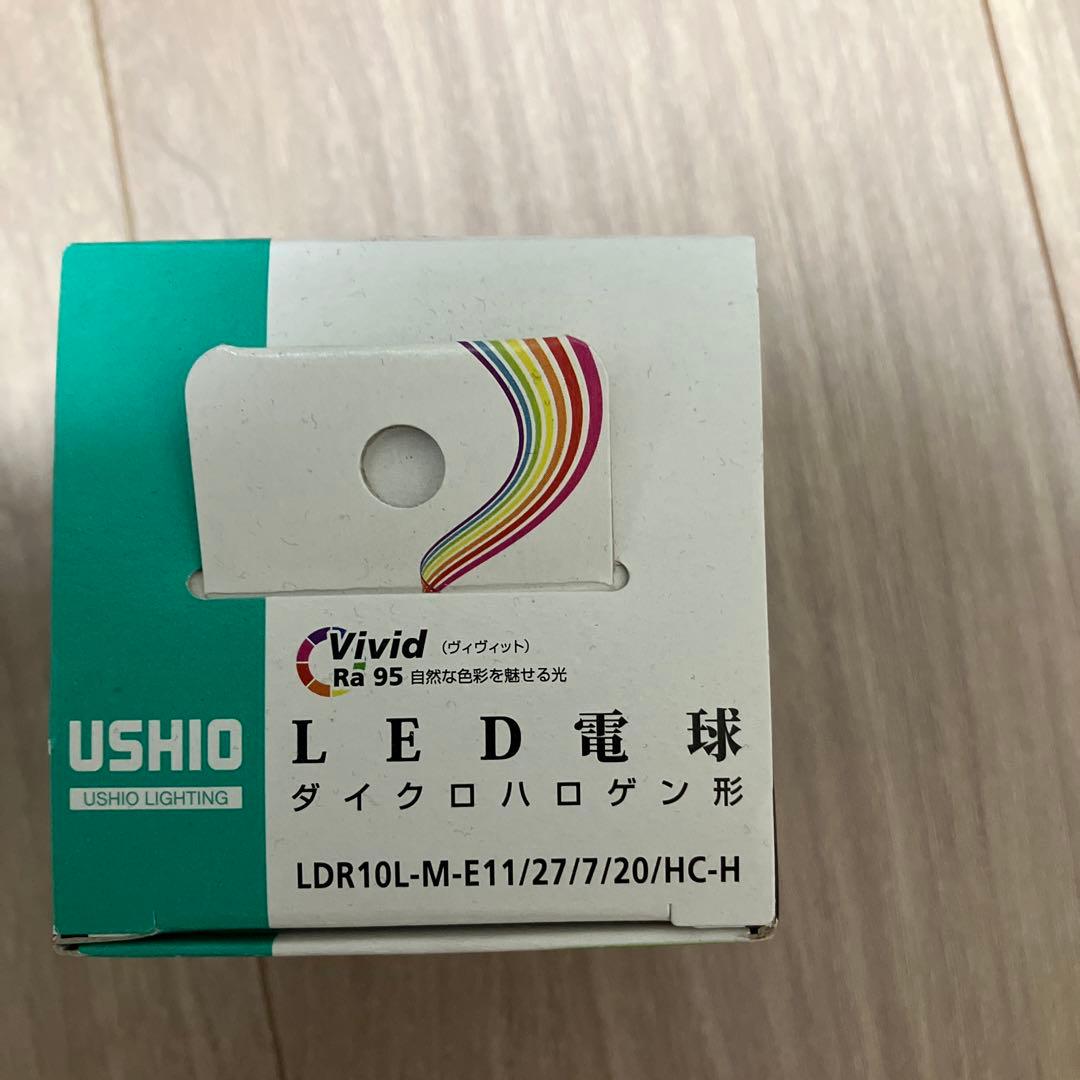 Vivid (ヴィヴィット)
Ra 95 自然な色彩を魅せる光
USHIO
USHIO LIGHTING
LED電球
ダイクロハロゲン形
LDR10L-M-E11/27/7/20/HC-H